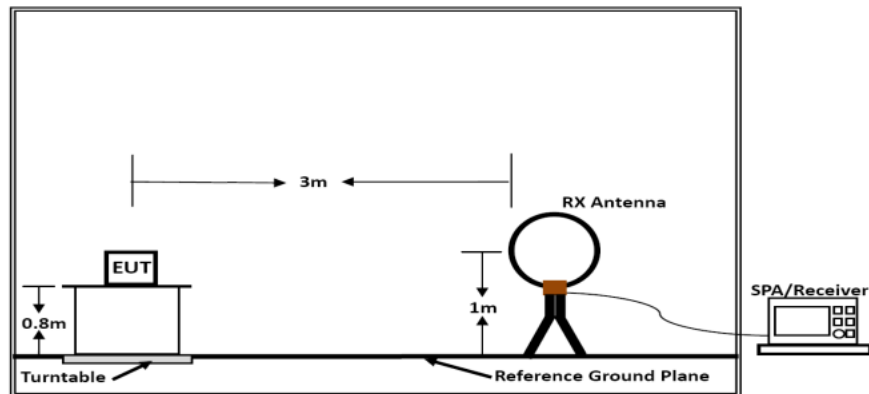 3m
RX Antenna
EUT
SPA/Receiver
0.8m
1m
Turntable
Reference Ground Plane